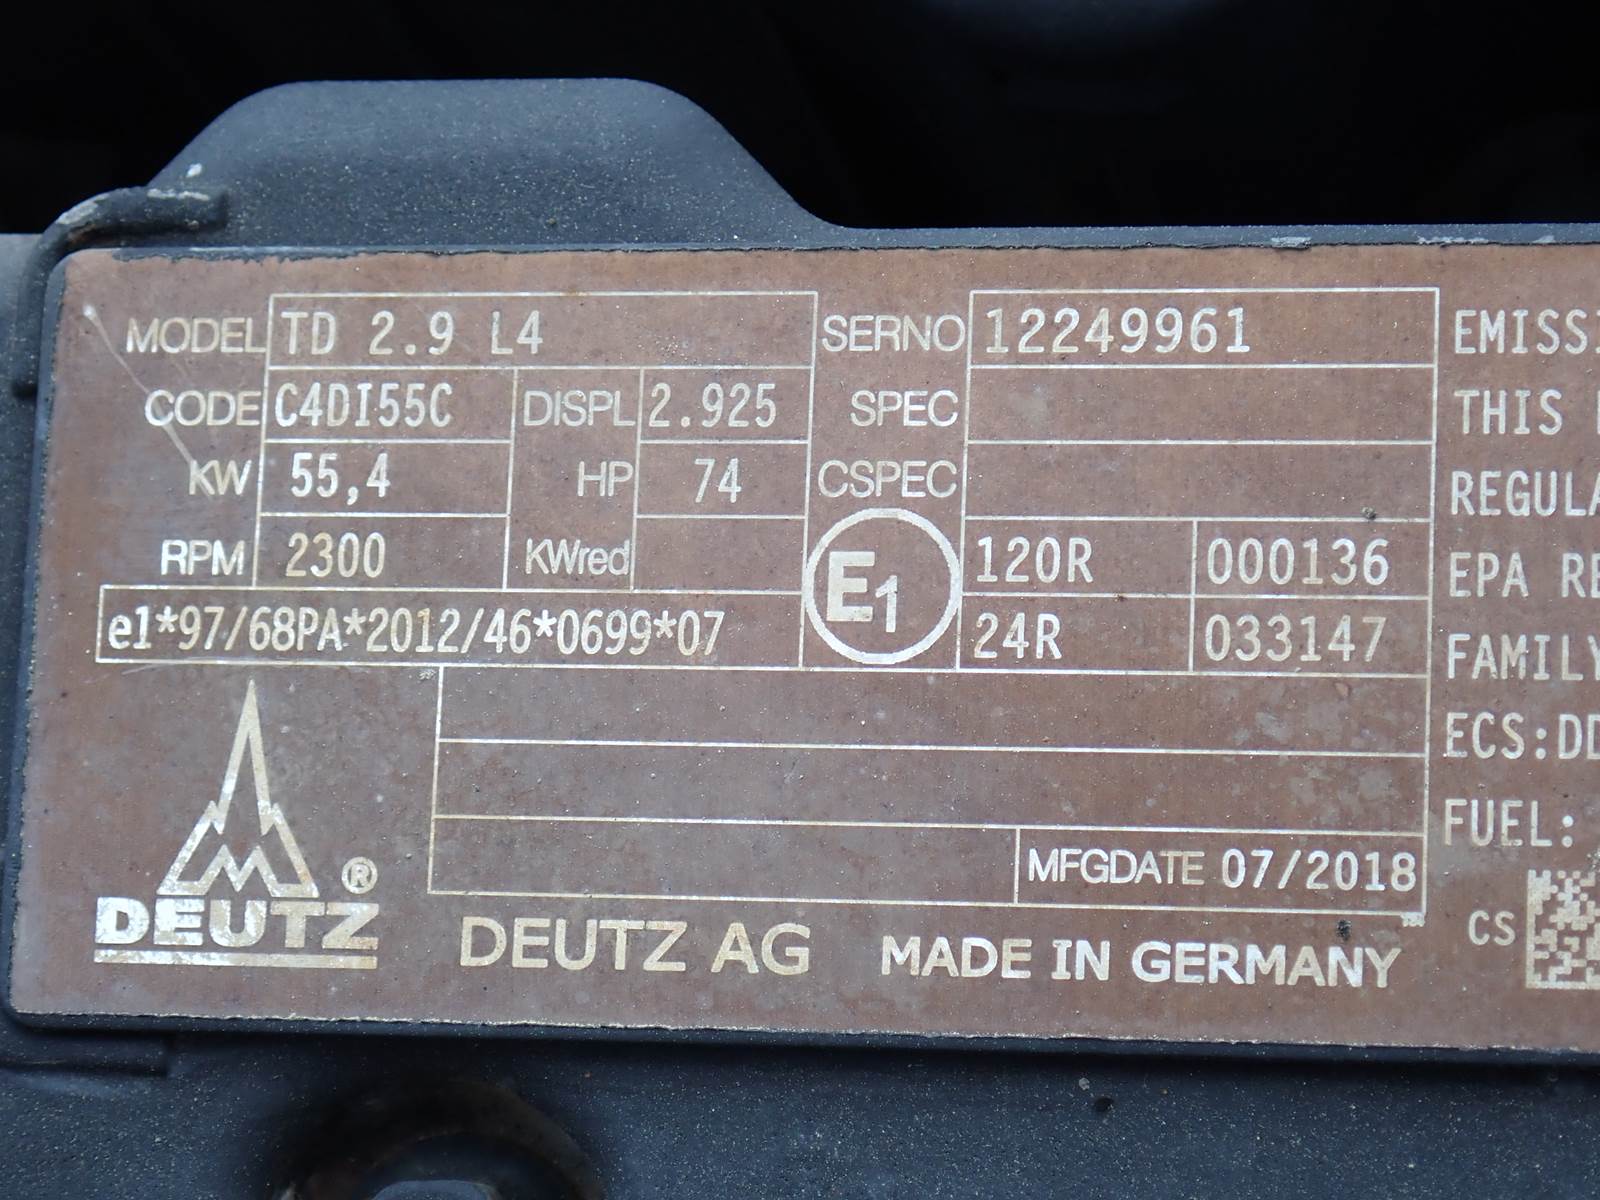 MODEL TD 2.9 L4 SERNO 12249961
CODE C4DI55C DISPL 2.925 SPEC
KW 55,4 HP 74 CSPEC
RPM 2300 KWred E1 120R 000136
e1*97/68PA*2012/46*0699*07 24R 033147
MFGDATE 07/2018
DEUTZ ®
DEUTZ AG MADE IN GERMANY
EMISSI
THIS
REGULA
EPA RE
FAMILY
ECS:DD
FUEL:
CS